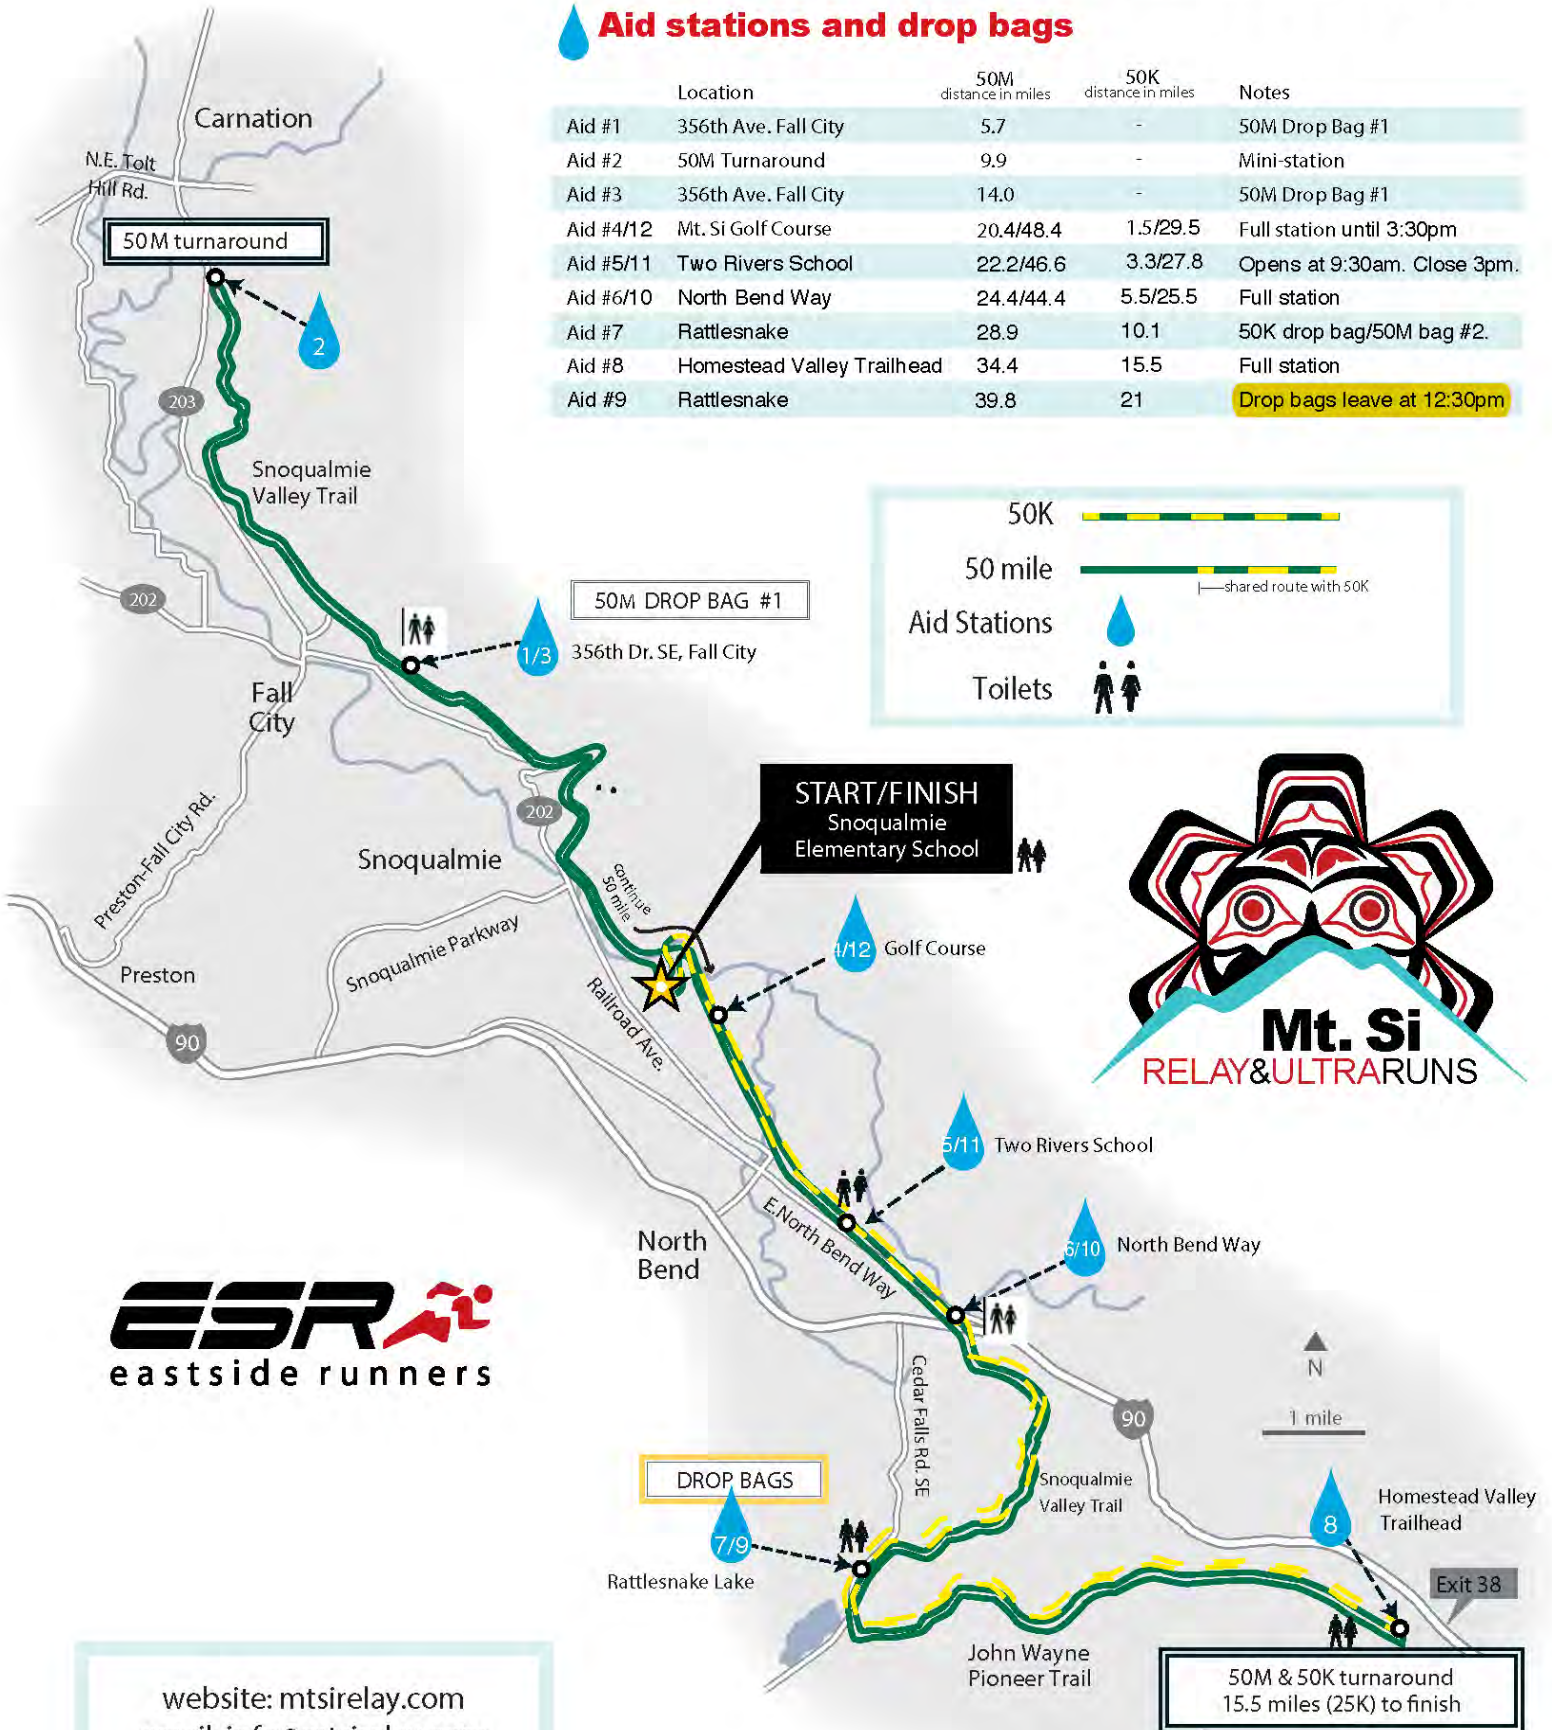 Aid stations and drop bags
Location 50M distance in miles 50K distance in miles Notes
Aid #1 356th Ave. Fall City 5.7 - 50M Drop Bag #1
Aid #2 50M Turnaround 9.9 - Mini-station
Aid #3 356th Ave. Fall City 14.0 - 50M Drop Bag #1
Aid #4/12 Mt. Si Golf Course 20.4/48.4 1.5/29.5 Full station until 3:30pm
Aid #5/11 Two Rivers School 22.2/46.6 3.3/27.8 Opens at 9:30am. Close 3pm.
Aid #6/10 North Bend Way 24.4/44.4 5.5/25.5 Full station
Aid #7 Rattlesnake 28.9 10.1 50K drop bag/50M bag #2.
Aid #8 Homestead Valley Trailhead 34.4 15.5 Full station
Aid #9 Rattlesnake 39.8 21 Drop bags leave at 12:30pm
Carnation
N.E. Tolt
Hill Rd.
50M turnaround
2
203
Snoqualmie
Valley Trail
50K
50 mile
shared route with 50K
Aid Stations
Toilets
202
50M DROP BAG #1
1/3
356th Dr. SE, Fall City
Fall
City
START/FINISH
Snoqualmie
Elementary School
202
Preston-Fall City Rd.
Snoqualmie
continue
50 mile
4/12
Golf Course
Snoqualmie Parkway
Preston
Railroad Ave.
90
Mt. Si
RELAY&ULTRARUNS
5/11
Two Rivers School
E. North Bend Way
6/10
North Bend Way
North
Bend
ESR
eastside runners
Cedar Falls Rd. SE
N
1 mile
90
DROP BAGS
Snoqualmie
Valley Trail
7/9
Rattlesnake Lake
8
Homestead Valley
Trailhead
Exit 38
John Wayne
Pioneer Trail
50M & 50K turnaround
15.5 miles (25K) to finish
website: mtsirelay.com